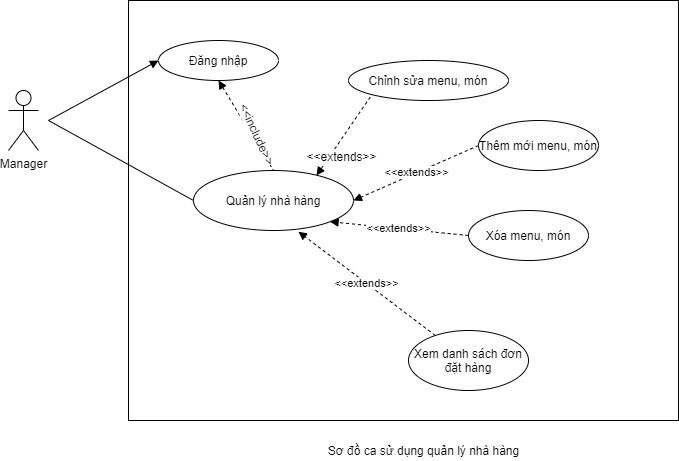 Đăng nhập
Chỉnh sửa menu, món
<<include>>
Thêm mới menu, món
<<extends>>
<<extends>>
Manager
Quản lý nhà hàng
<<extends>>
Xóa menu, món
<<extends>>
Xem danh sách đơn
đặt hàng
Sơ đồ ca sử dụng quản lý nhà hàng